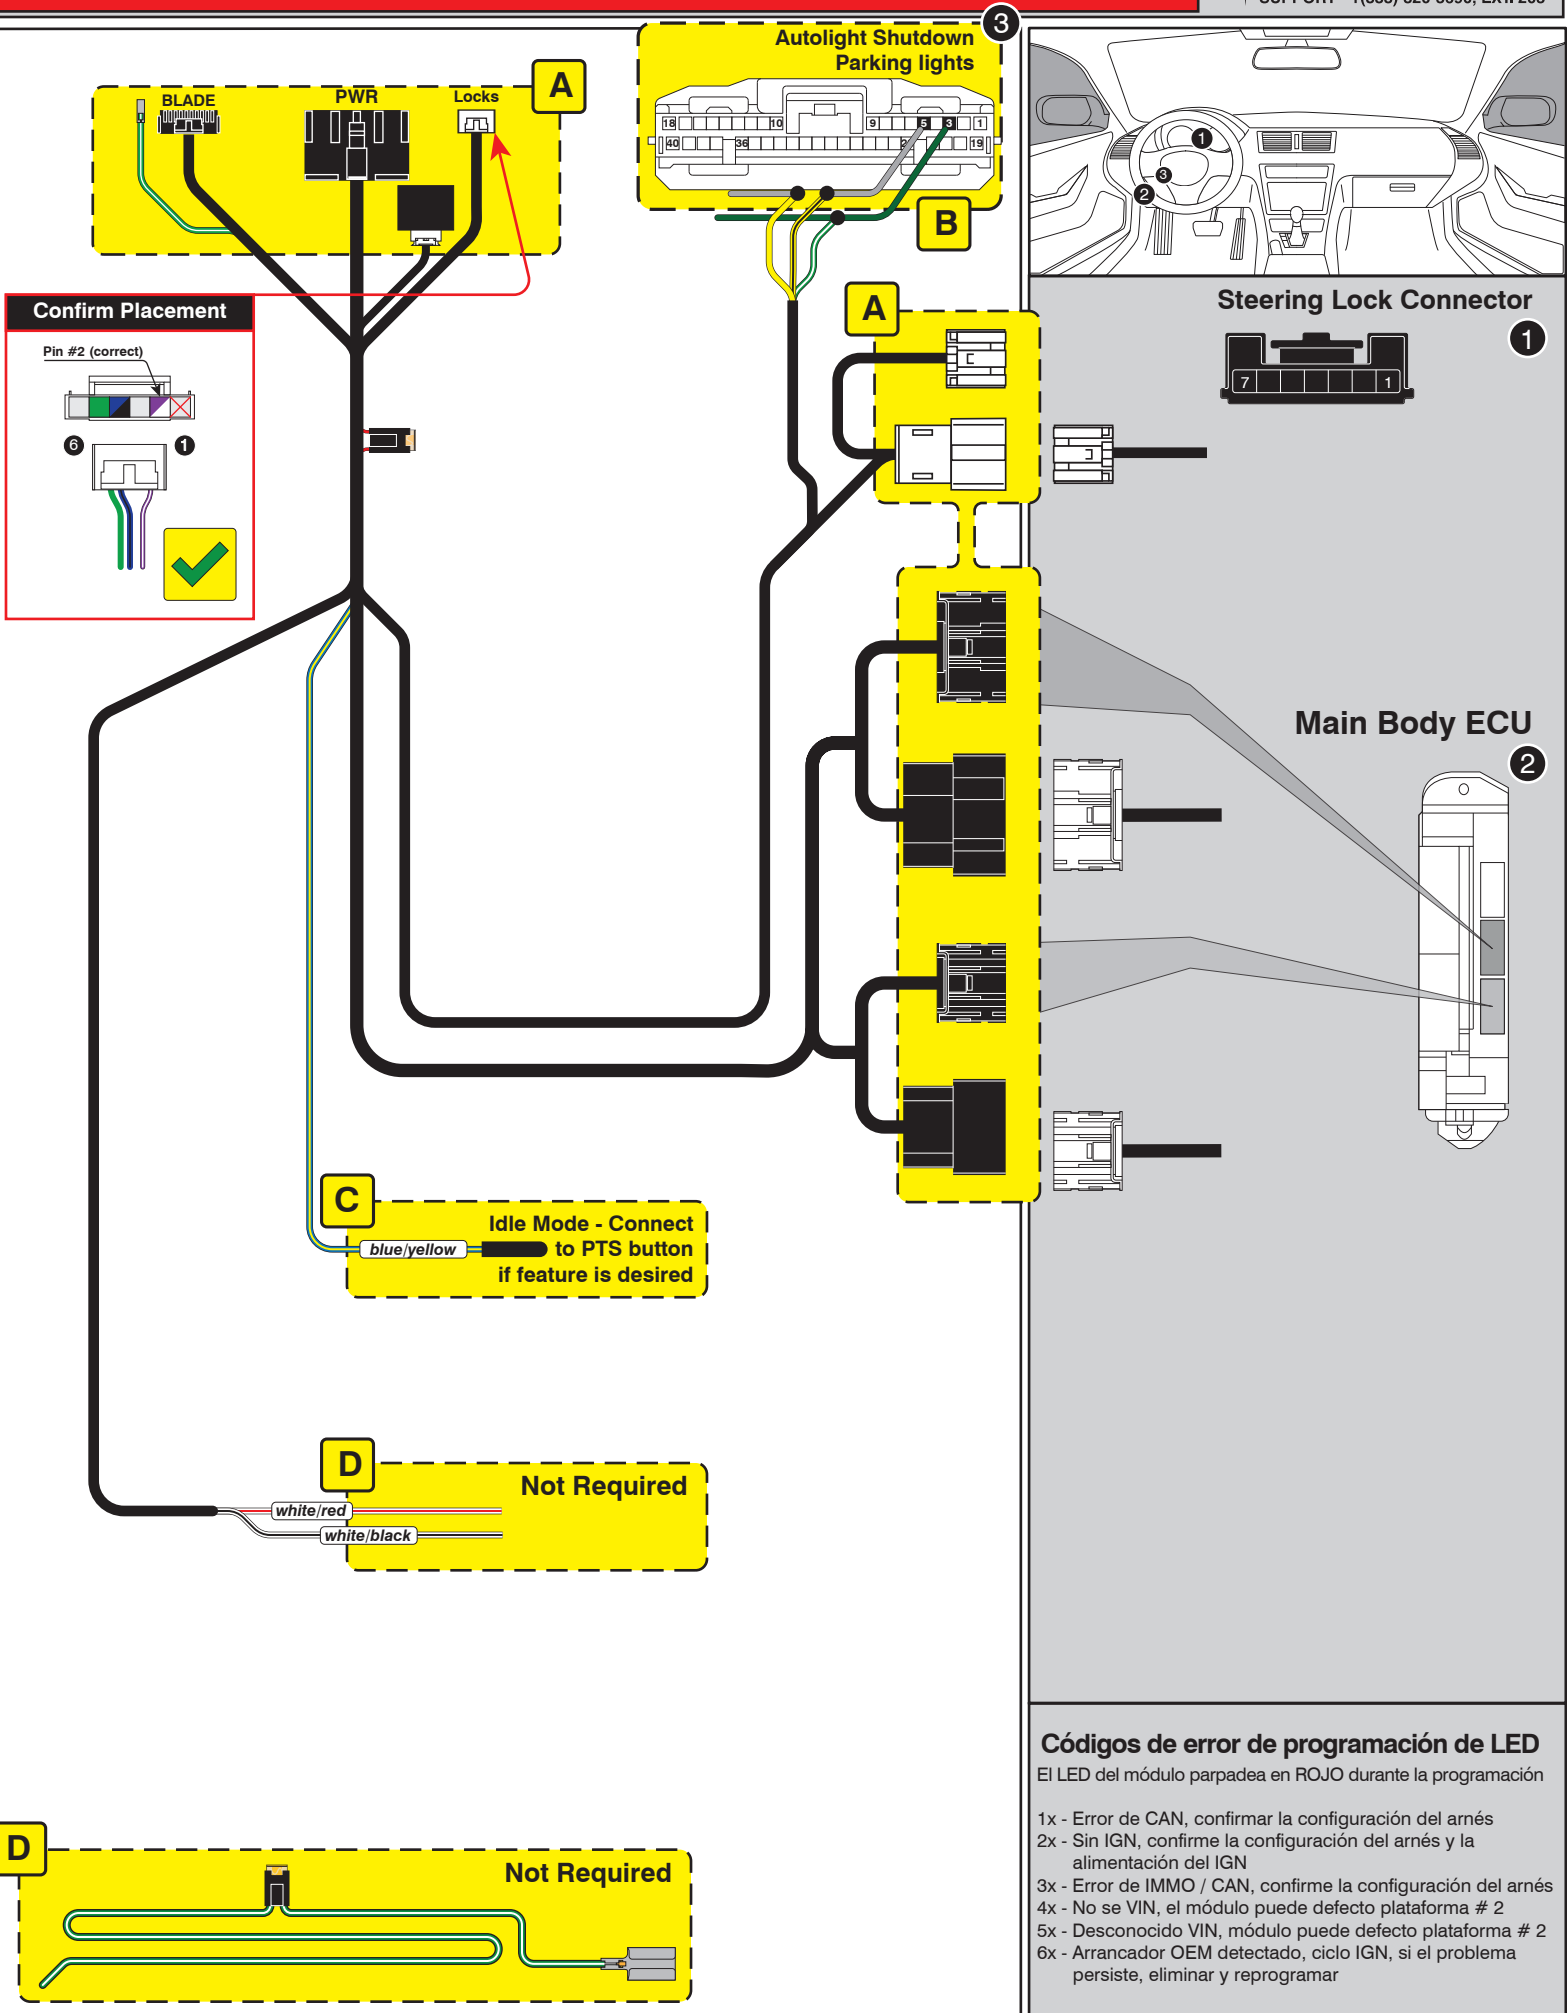 3
Autolight Shutdown
Parking lights
A
BLADE
PWR
Locks
18
10
9
5
3
1
40
36
19
B
1
3
2
Confirm Placement
Pin #2 (correct)
6
1
A
Steering Lock Connector
1
7
1
Main Body ECU
2
C
Idle Mode - Connect
blue/yellow
to PTS button
if feature is desired
D
Not Required
white/red
white/black
Códigos de error de programación de LED
El LED del módulo parpadea en ROJO durante la programación
1x - Error de CAN, confirmar la configuración del arnés
2x - Sin IGN, confirme la configuración del arnés y la
alimentación del IGN
3x - Error de IMMO / CAN, confirme la configuración del arnés
4x - No se VIN, el módulo puede defecto plataforma # 2
5x - Desconocido VIN, módulo puede defecto plataforma # 2
6x - Arrancador OEM detectado, ciclo IGN, si el problema
persiste, eliminar y reprogramar
D
Not Required